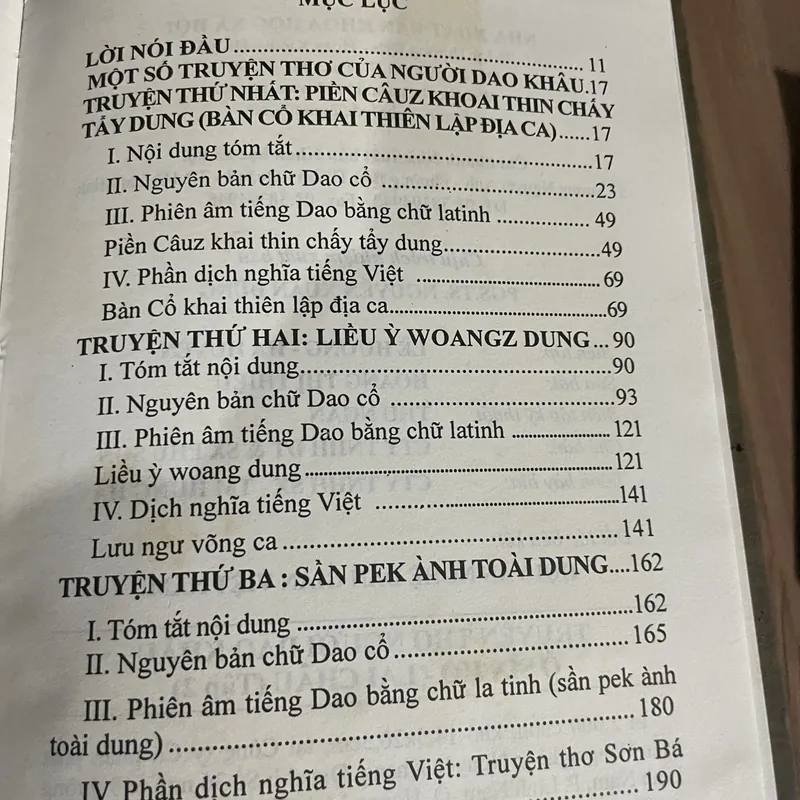 MỤC LỤC
LỜI NÓI ĐẦU............................................ 11
MỘT SỐ TRUYỆN THƠ CỦA NGƯỜI DAO KHÂU.17
TRUYỆN THỨ NHẤT: PIỀN CÂUZ KHOAI THIN CHẤY
TẨY DUNG (BÀN CỔ KHAI THIÊN LẬP ĐỊA CA)......17
I. Nội dung tóm tắt............................................17
II. Nguyên bản chữ Dao cổ ................................23
III. Phiên âm tiếng Dao bằng chữ latinh ................. 49
Piền Câuz khai thin chấy tẩy dung.......................49
IV. Phần dịch nghĩa tiếng Việt ........................... 69
Bàn Cổ khai thiên lập địa ca................................69
TRUYỆN THỨ HAI: LIỀU Ỳ WOANGZ DUNG ...90
I. Tóm tắt nội dung............................................90
II. Nguyên bản chữ Dao cổ ................................93
III. Phiên âm tiếng Dao bằng chữ latinh .................121
Liều ỳ woang dung............................................121
IV. Dịch nghĩa tiếng Việt ....................................141
Lưu ngư võng ca ............................................ 141
TRUYỆN THỨ BA : SẦN PEK ÀNH TOÀI DUNG....162
I. Tóm tắt nội dung ............................................162
II. Nguyên bản chữ Dao cổ................................ 165
III. Phiên âm tiếng Dao bằng chữ la tinh (sần pek ành
toài dung) ............................................ 180
IV Phần dịch nghĩa tiếng Việt: Truyện thơ Sơn Bá
190